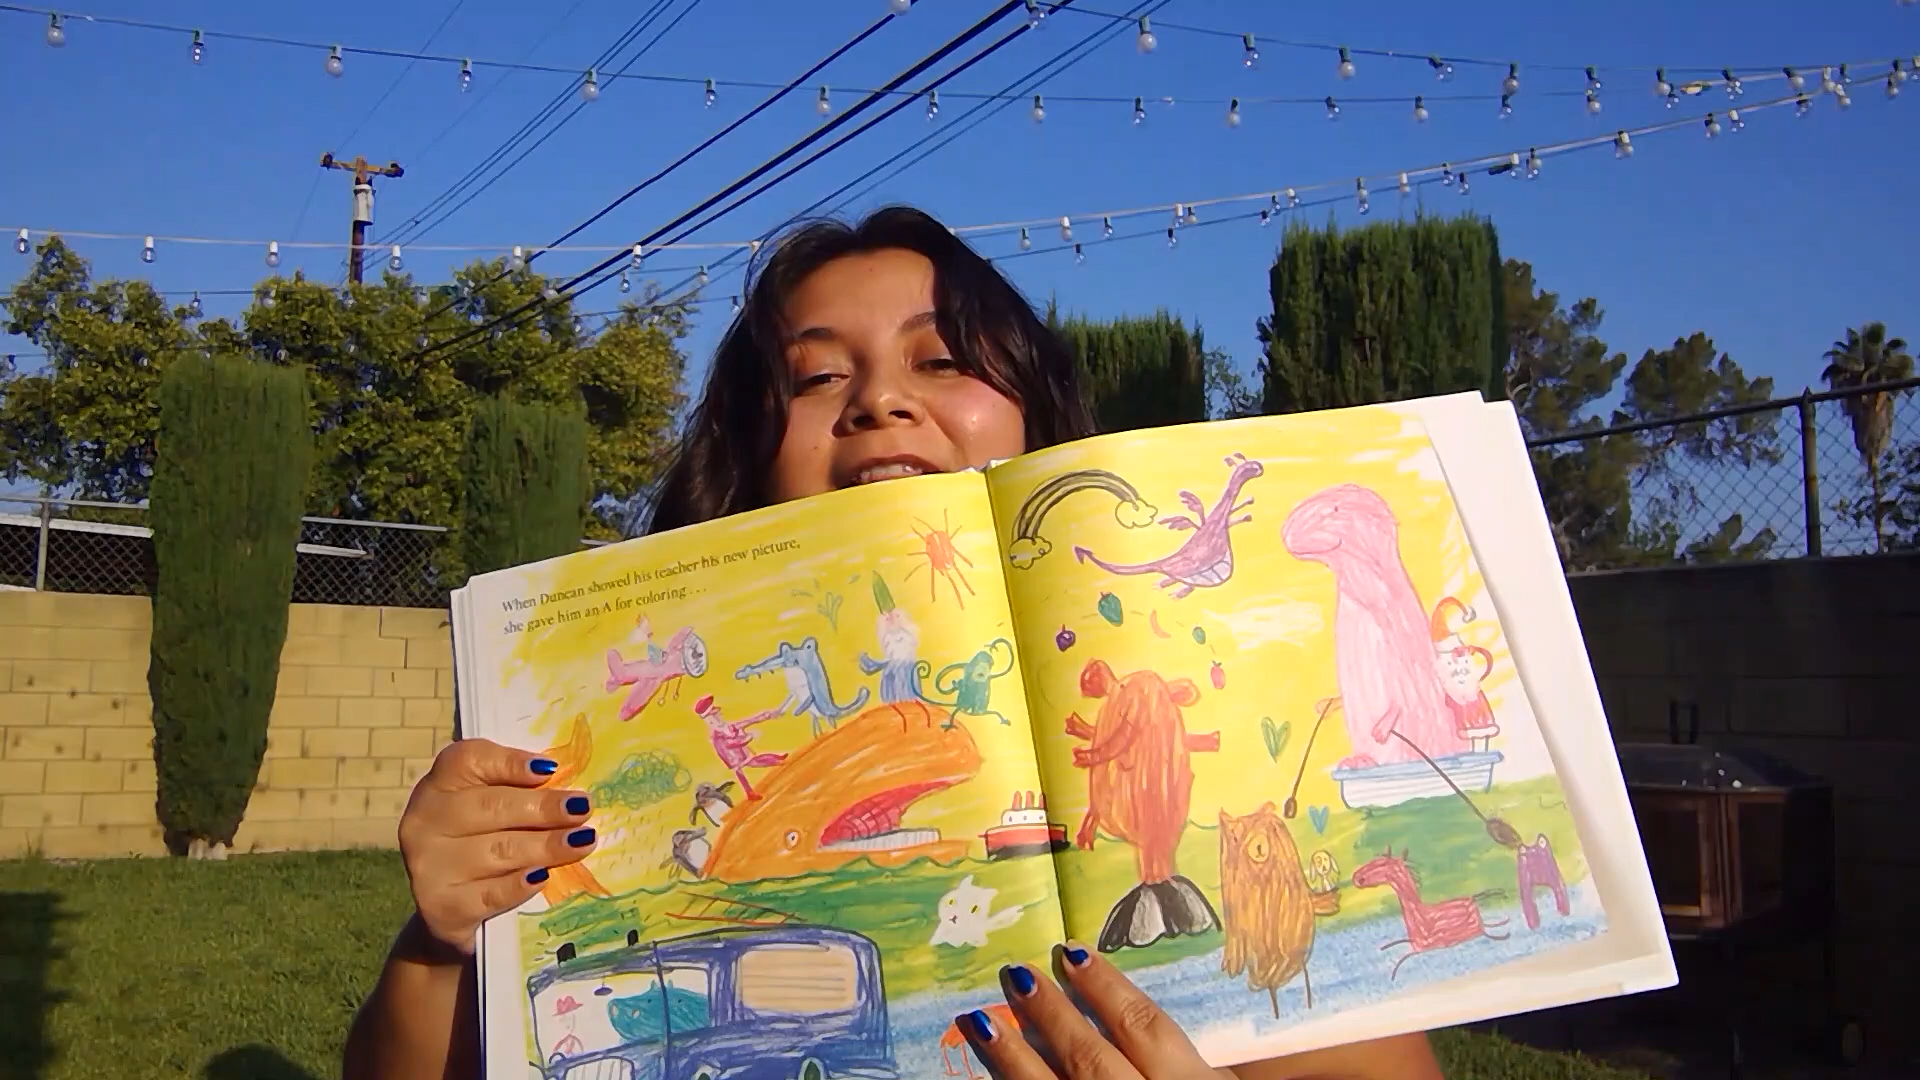 When Duncan showed his teacher his new picture,
she gave him an A for coloring . . .